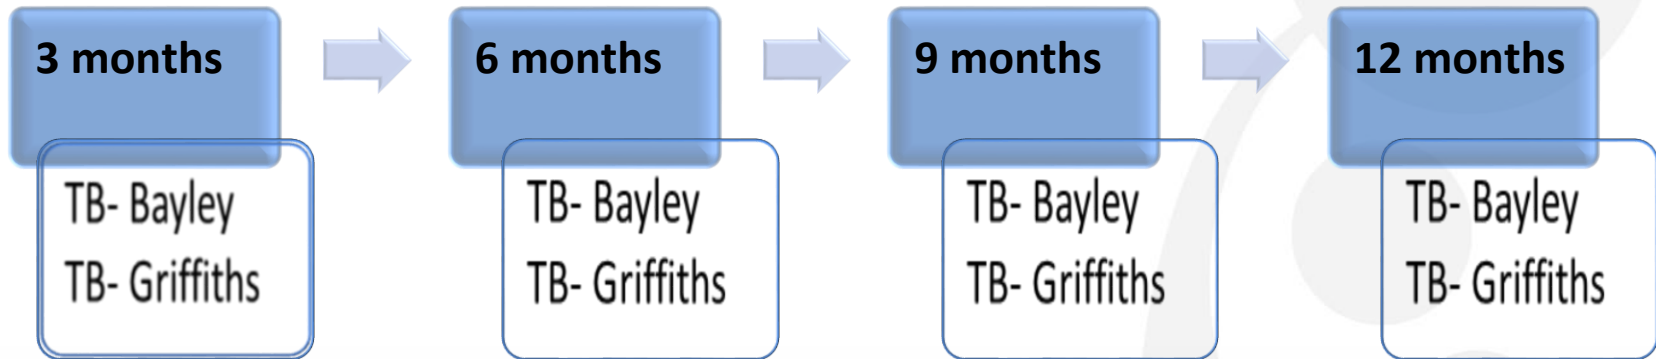 3 months
TB- Bayley
TB- Griffiths
6 months
TB- Bayley
TB- Griffiths
9 months
TB- Bayley
TB- Griffiths
12 months
TB- Bayley
TB- Griffiths